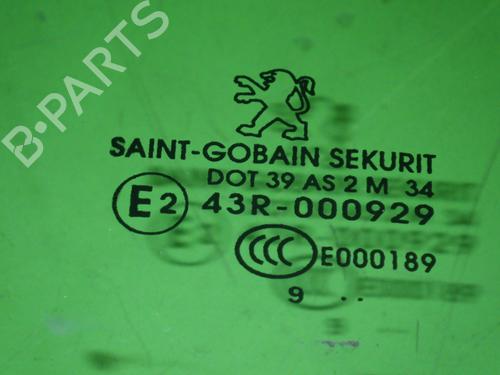 B-PARTS
SAINT-GOBAIN SEKURIT
DOT 39 AS 2 M 34
E2 43R-000929
CCC E000189
9 ..